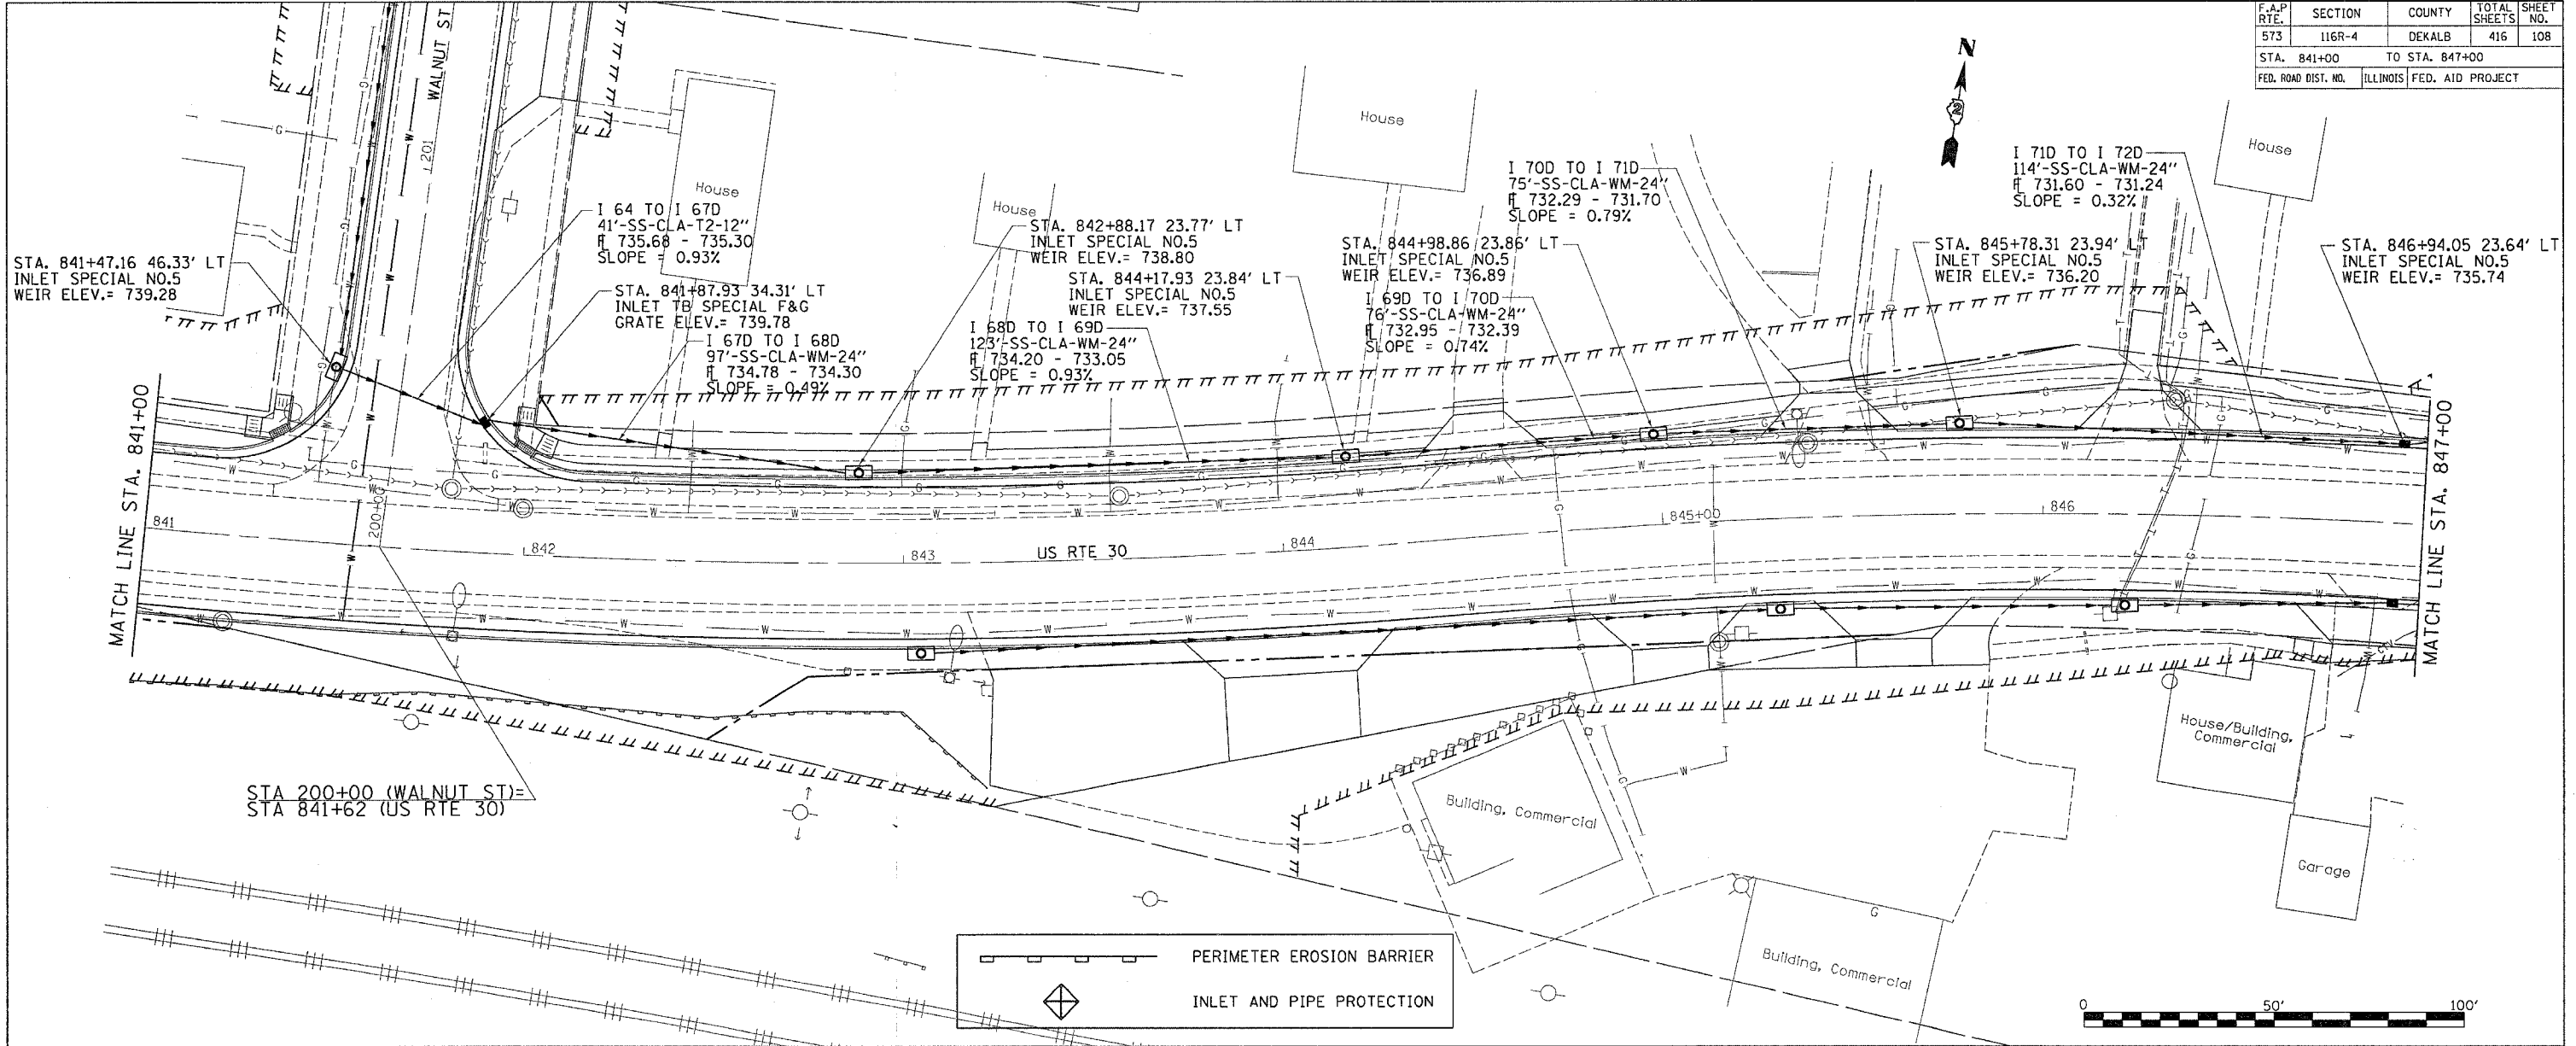 F.A.P. RTE. SECTION COUNTY TOTAL SHEETS SHEET NO.
573 116R-4 DEKALB 416 108
STA. 841+00 TO STA. 847+00
FED. ROAD DIST. NO. ILLINOIS FED. AID PROJECT
N
2
WALNUT ST
201
200+00
STA. 841+47.16 46.33' LT
INLET SPECIAL NO.5
WEIR ELEV.= 739.28
I 64 TO I 67D
41'-SS-CLA-T2-12"
FL 735.68 - 735.30
SLOPE = 0.93%
STA. 841+87.93 34.31' LT
INLET TB SPECIAL F&G
GRATE ELEV.= 739.78
I 67D TO I 68D
97'-SS-CLA-WM-24"
FL 734.78 - 734.30
SLOPE = 0.49%
STA. 842+88.17 23.77' LT
INLET SPECIAL NO.5
WEIR ELEV.= 738.80
STA. 844+17.93 23.84' LT
INLET SPECIAL NO.5
WEIR ELEV.= 737.55
I 68D TO I 69D
123'-SS-CLA-WM-24"
FL 734.20 - 733.05
SLOPE = 0.93%
I 70D TO I 71D
75'-SS-CLA-WM-24"
FL 732.29 - 731.70
SLOPE = 0.79%
STA. 844+98.86 23.86' LT
INLET SPECIAL NO.5
WEIR ELEV.= 736.89
I 69D TO I 70D
76'-SS-CLA-WM-24"
FL 732.95 - 732.39
SLOPE = 0.74%
I 71D TO I 72D
114'-SS-CLA-WM-24"
FL 731.60 - 731.24
SLOPE = 0.32%
STA. 845+78.31 23.94' LT
INLET SPECIAL NO.5
WEIR ELEV.= 736.20
STA. 846+94.05 23.64' LT
INLET SPECIAL NO.5
WEIR ELEV.= 735.74
House
House
House
House
MATCH LINE STA. 841+00
MATCH LINE STA. 847+00
841
842
843
US RTE 30
844
845+00
846
STA 200+00 (WALNUT ST)=
STA 841+62 (US RTE 30)
Building, Commercial
Building, Commercial
House/Building,
Commercial
Garage
PERIMETER EROSION BARRIER
INLET AND PIPE PROTECTION
0 50' 100'